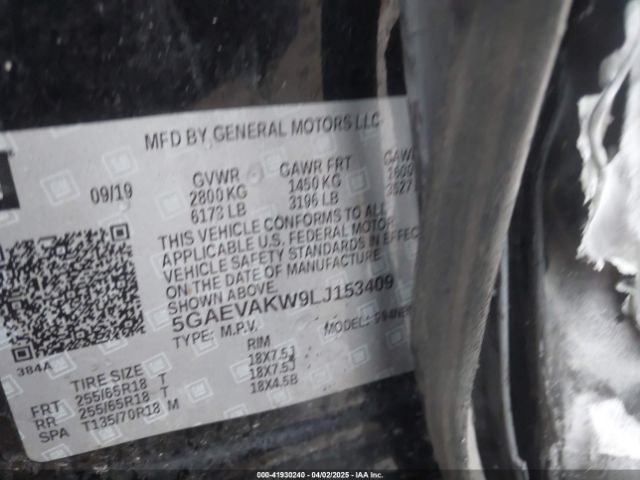 MFD BY GENERAL MOTORS LLC
09/19
GVWR GAWR FRT GAWR
2800 KG 1450 KG
6173 LB 3196 LB
THIS VEHICLE CONFORMS TO ALL
APPLICABLE U.S. FEDERAL MOTOR
VEHICLE SAFETY STANDARDS IN EFFECT
ON THE DATE OF MANUFACTURE
SHOWN ABOVE.
5GAEVAKW9LJ153409
TYPE: M.P.V. MODEL:
384A
TIRE SIZE RIM
FRT 255/65R18 T 18X7.5J
RR 255/65R18 T 18X7.5J
SPA T135/70R18 M 18X4.5B
000-41930240 - 04/02/2025 - IAAI.COM